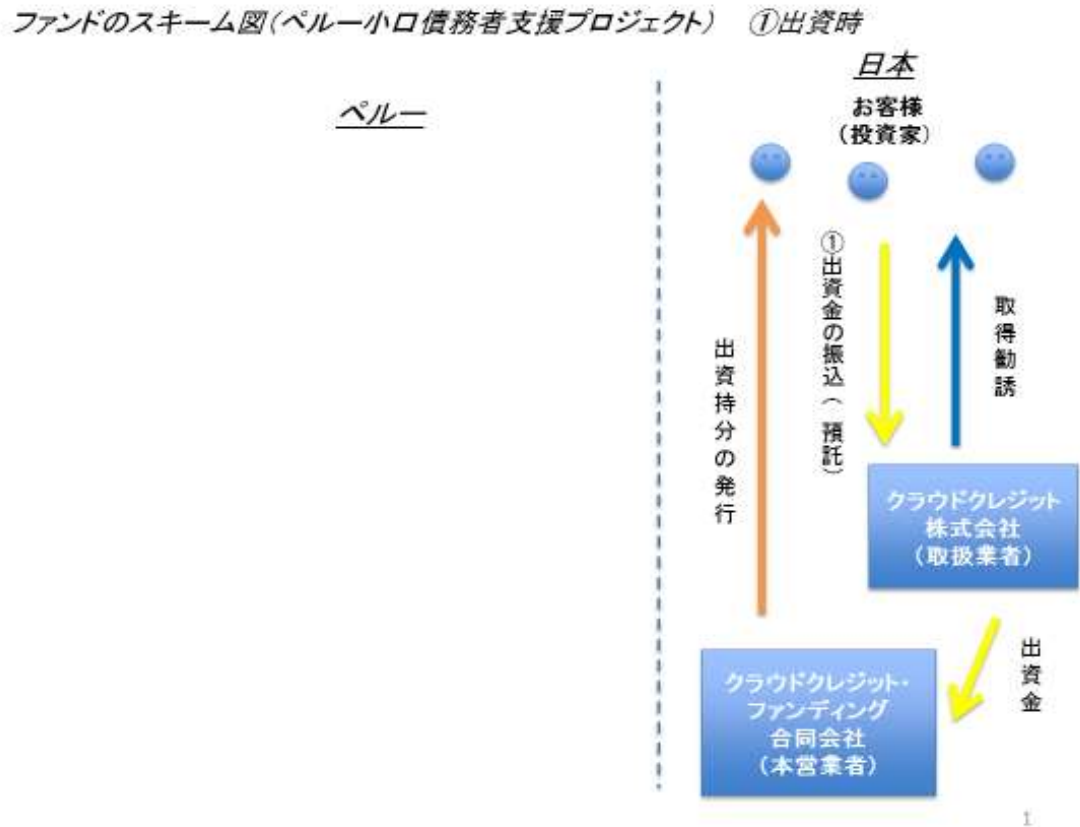 ファンドのスキーム図(ペルー小口債務者支援プロジェクト) ①出資時
ペルー
日本
お客様
(投資家)
①出資金の振込(預託)
取得勧誘
出資持分の発行
クラウドクレジット
株式会社
(取扱業者)
出資金
クラウドクレジット・
ファンディング
合同会社
(本営業者)
1